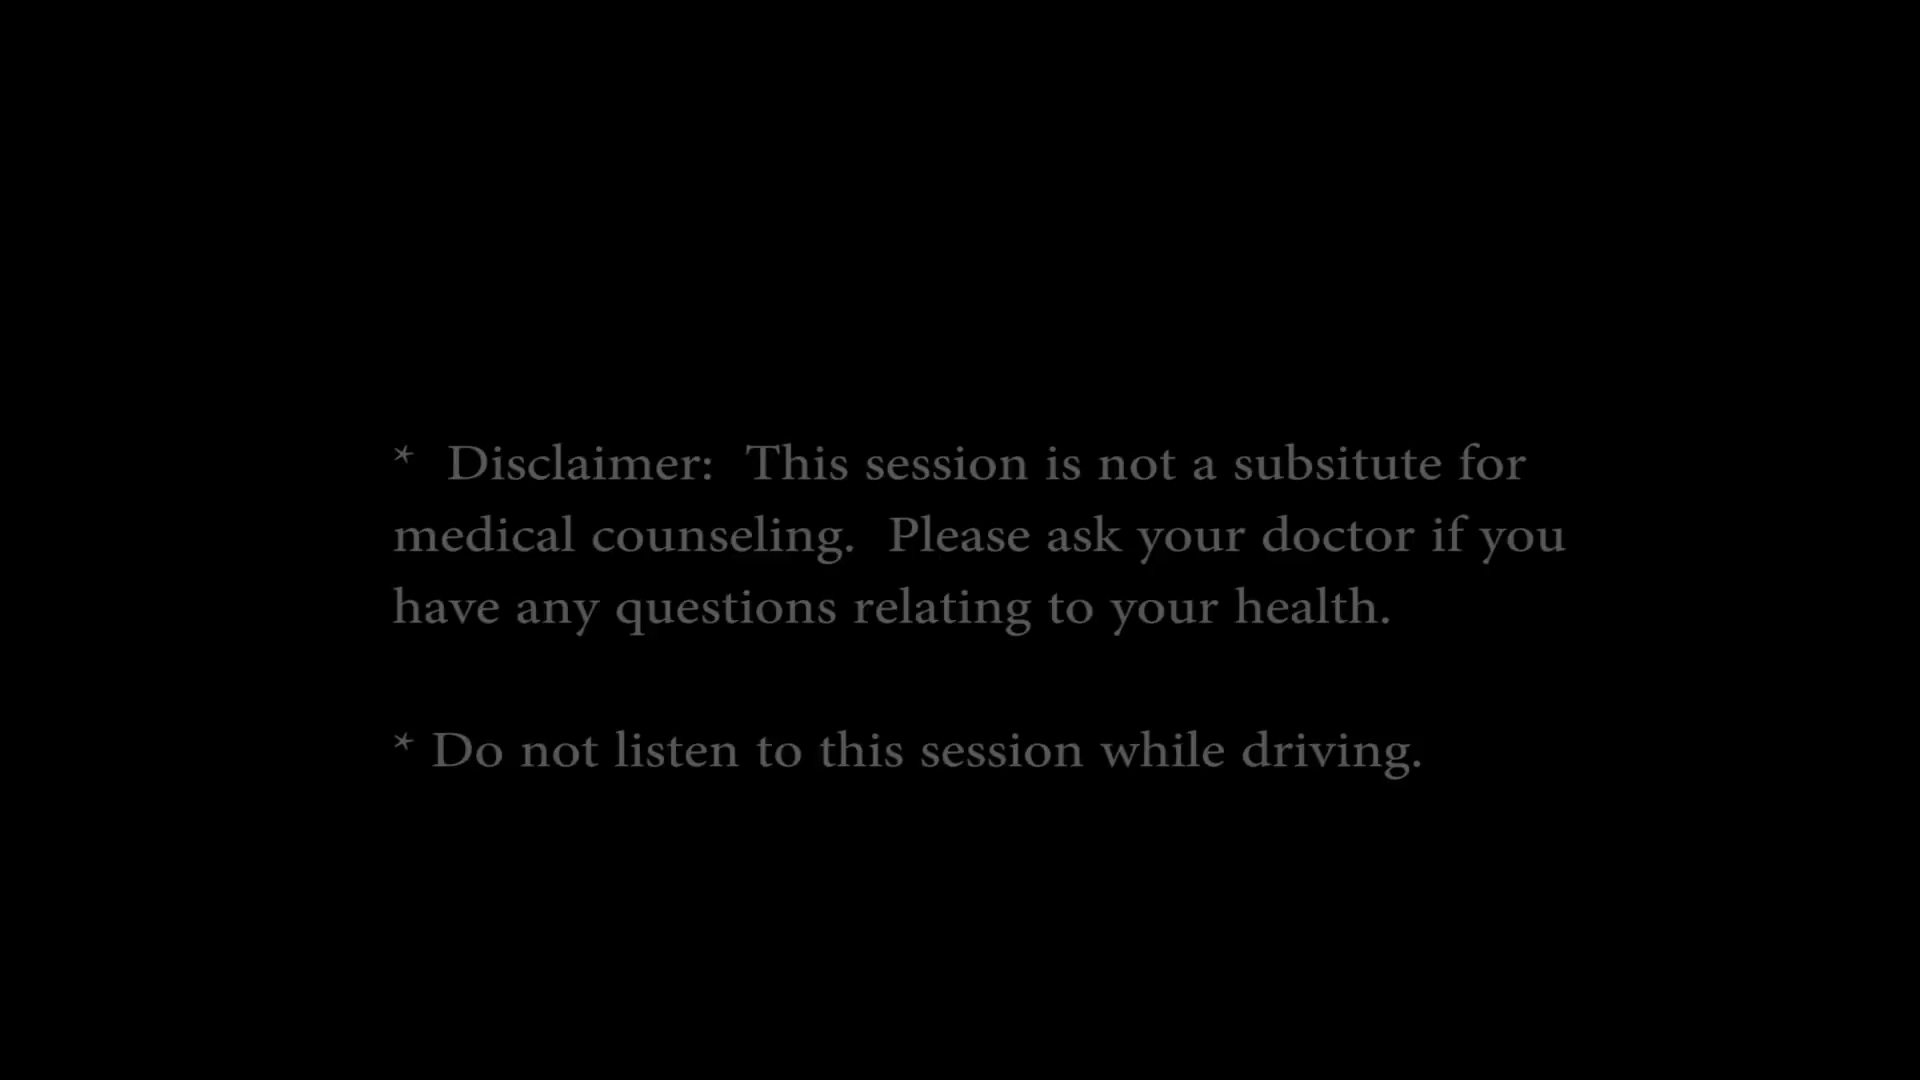 *  Disclaimer:  This session is not a subsitute for
medical counseling.  Please ask your doctor if you
have any questions relating to your health.
* Do not listen to this session while driving.